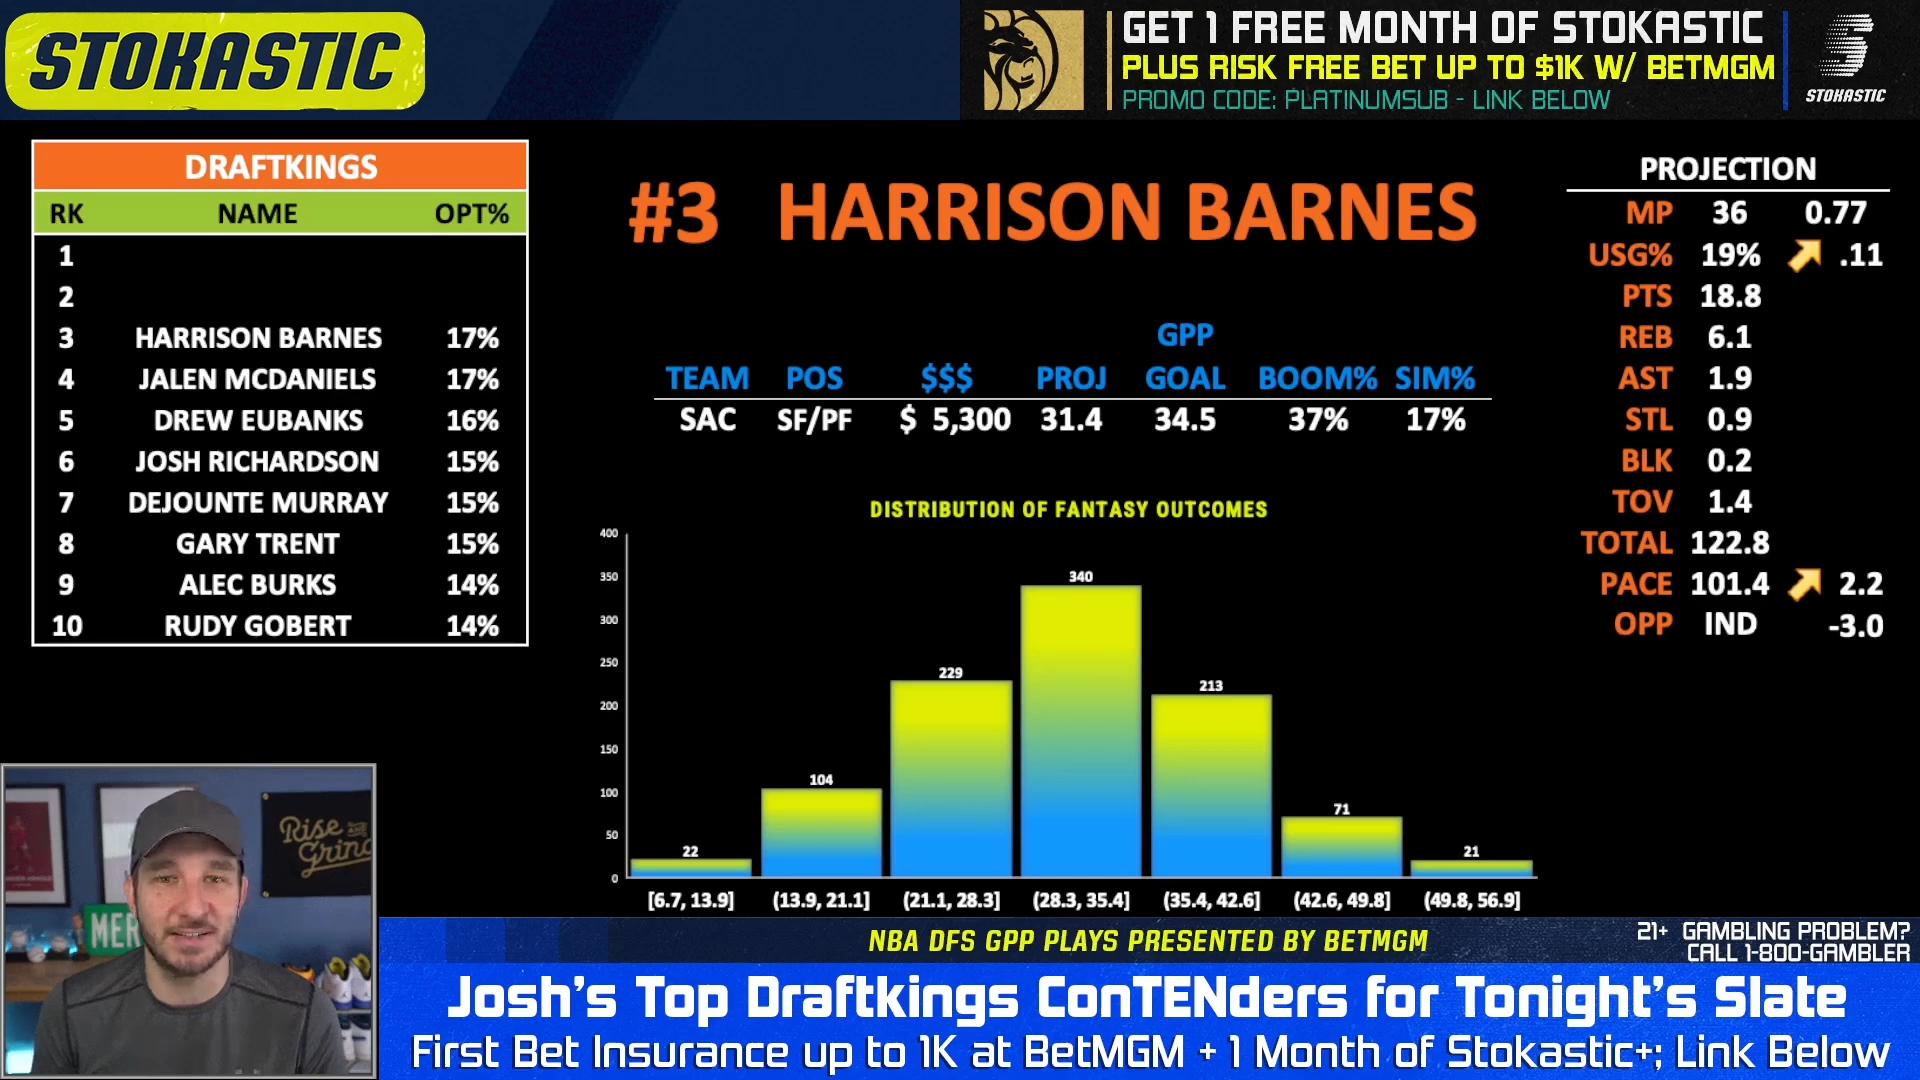 STOKASTIC
GET 1 FREE MONTH OF STOKASTIC
PLUS RISK FREE BET UP TO $1K W/ BETMGM
PROMO CODE: PLATINUMSUB - LINK BELOW
STOKASTIC
DRAFTKINGS
RK NAME OPT%
1
2
3 HARRISON BARNES 17%
4 JALEN MCDANIELS 17%
5 DREW EUBANKS 16%
6 JOSH RICHARDSON 15%
7 DEJOUNTE MURRAY 15%
8 GARY TRENT 15%
9 ALEC BURKS 14%
10 RUDY GOBERT 14%
#3 HARRISON BARNES
GPP
TEAM POS $$$ PROJ GOAL BOOM% SIM%
SAC SF/PF $ 5,300 31.4 34.5 37% 17%
PROJECTION
MP 36 0.77
USG% 19% .11
PTS 18.8
REB 6.1
AST 1.9
STL 0.9
BLK 0.2
TOV 1.4
TOTAL 122.8
PACE 101.4 2.2
OPP IND -3.0
DISTRIBUTION OF FANTASY OUTCOMES
400
350
300
250
200
150
100
50
0
22
104
229
340
213
71
21
[6.7, 13.9] (13.9, 21.1] (21.1, 28.3] (28.3, 35.4] (35.4, 42.6] (42.6, 49.8] (49.8, 56.9]
Rise AND
Grind
MER
NBA DFS GPP PLAYS PRESENTED BY BETMGM
21+ GAMBLING PROBLEM?
CALL 1-800-GAMBLER
Josh's Top Draftkings ConTENders for Tonight's Slate
First Bet Insurance up to 1K at BetMGM + 1 Month of Stokastic+; Link Below